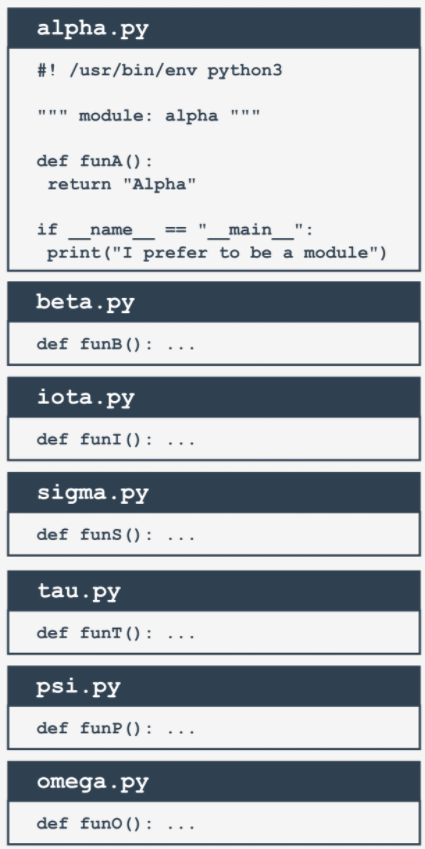 alpha.py
#! /usr/bin/env python3
""" module: alpha """
def funA():
return "Alpha"
if __name__ == "__main__":
print("I prefer to be a module")
beta.py
def funB(): ...
iota.py
def funI(): ...
sigma.py
def funS(): ...
tau.py
def funT(): ...
psi.py
def funP(): ...
omega.py
def funO(): ...